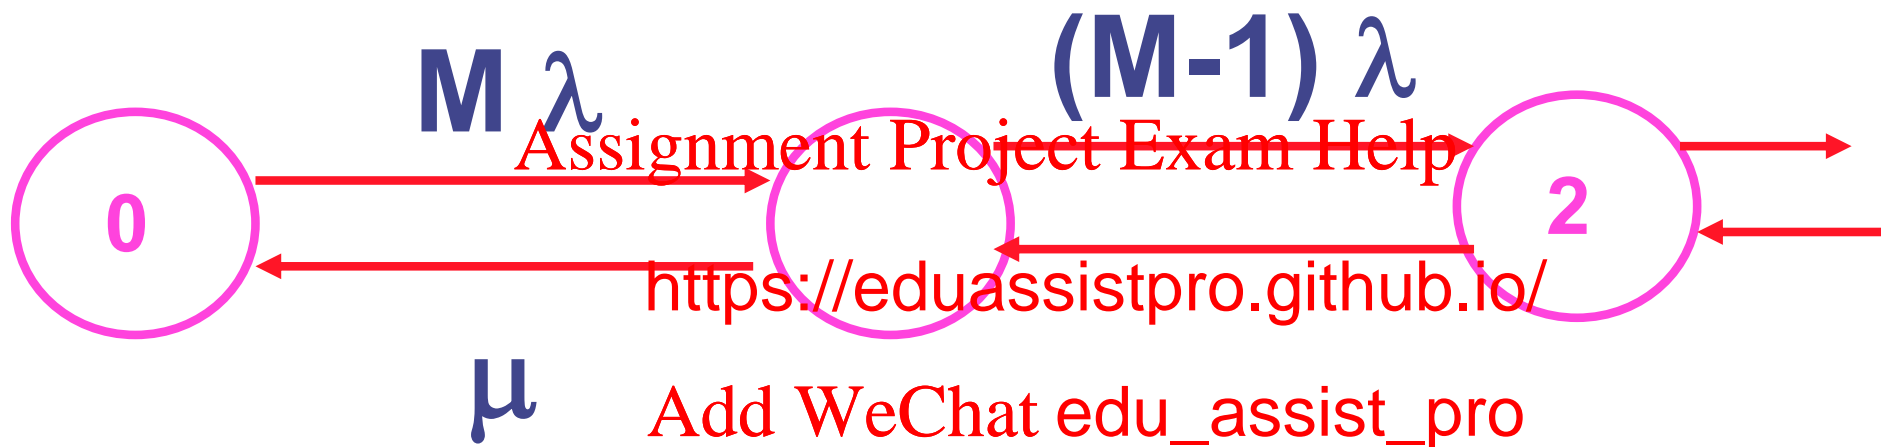 M λ
(M-1) λ
Assignment Project Exam Help
0
2
https://eduassistpro.github.io/
μ
Add WeChat edu_assist_pro